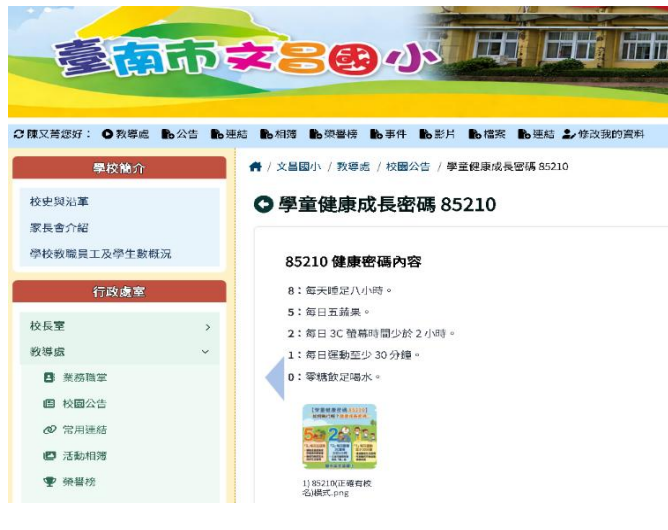 臺南市文昌國小
陳又菁您好： 教導處 公告 連結 相簿 榮譽榜 事件 影片 檔案 連結 修改我的資料
學校簡介
校史與沿革
家長會介紹
學校教職員工及學生數概況
行政處室
校長室
教導處
業務職掌
校園公告
常用連結
活動相簿
榮譽榜
/ 文昌國小 / 教導處 / 校園公告 / 學童健康成長密碼 85210
學童健康成長密碼 85210
85210 健康密碼內容
8：每天睡足八小時。
5：每日五蔬果。
2：每日 3C 螢幕時間少於 2 小時。
1：每日運動至少 30 分鐘。
0：零糖飲足喝水。
1) 85210(正確有校
名)橫式.png